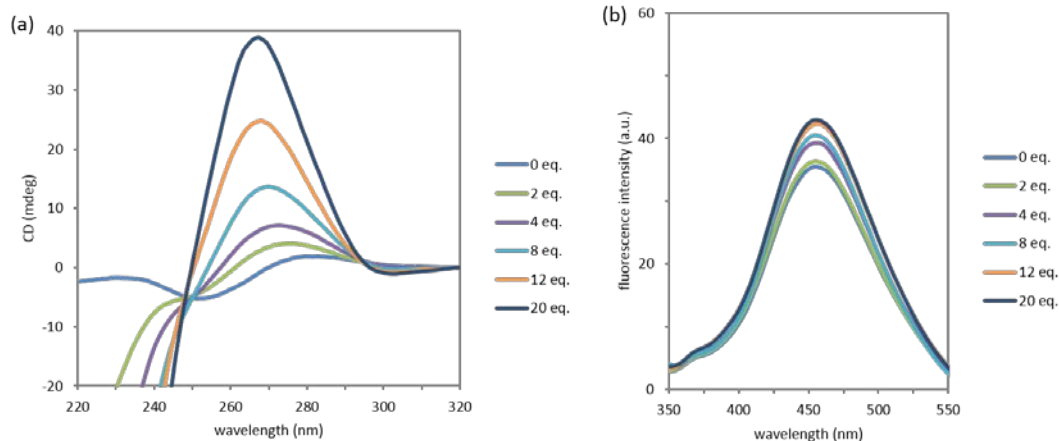 (a)
40
30
20
10
0
-10
-20
CD (mdeg)
220 240 260 280 300 320
wavelength (nm)
0 eq.
2 eq.
4 eq.
8 eq.
12 eq.
20 eq.
(b)
60
40
20
0
fluorescence intensity (a.u.)
350 400 450 500 550
wavelength (nm)
0 eq.
2 eq.
4 eq.
8 eq.
12 eq.
20 eq.